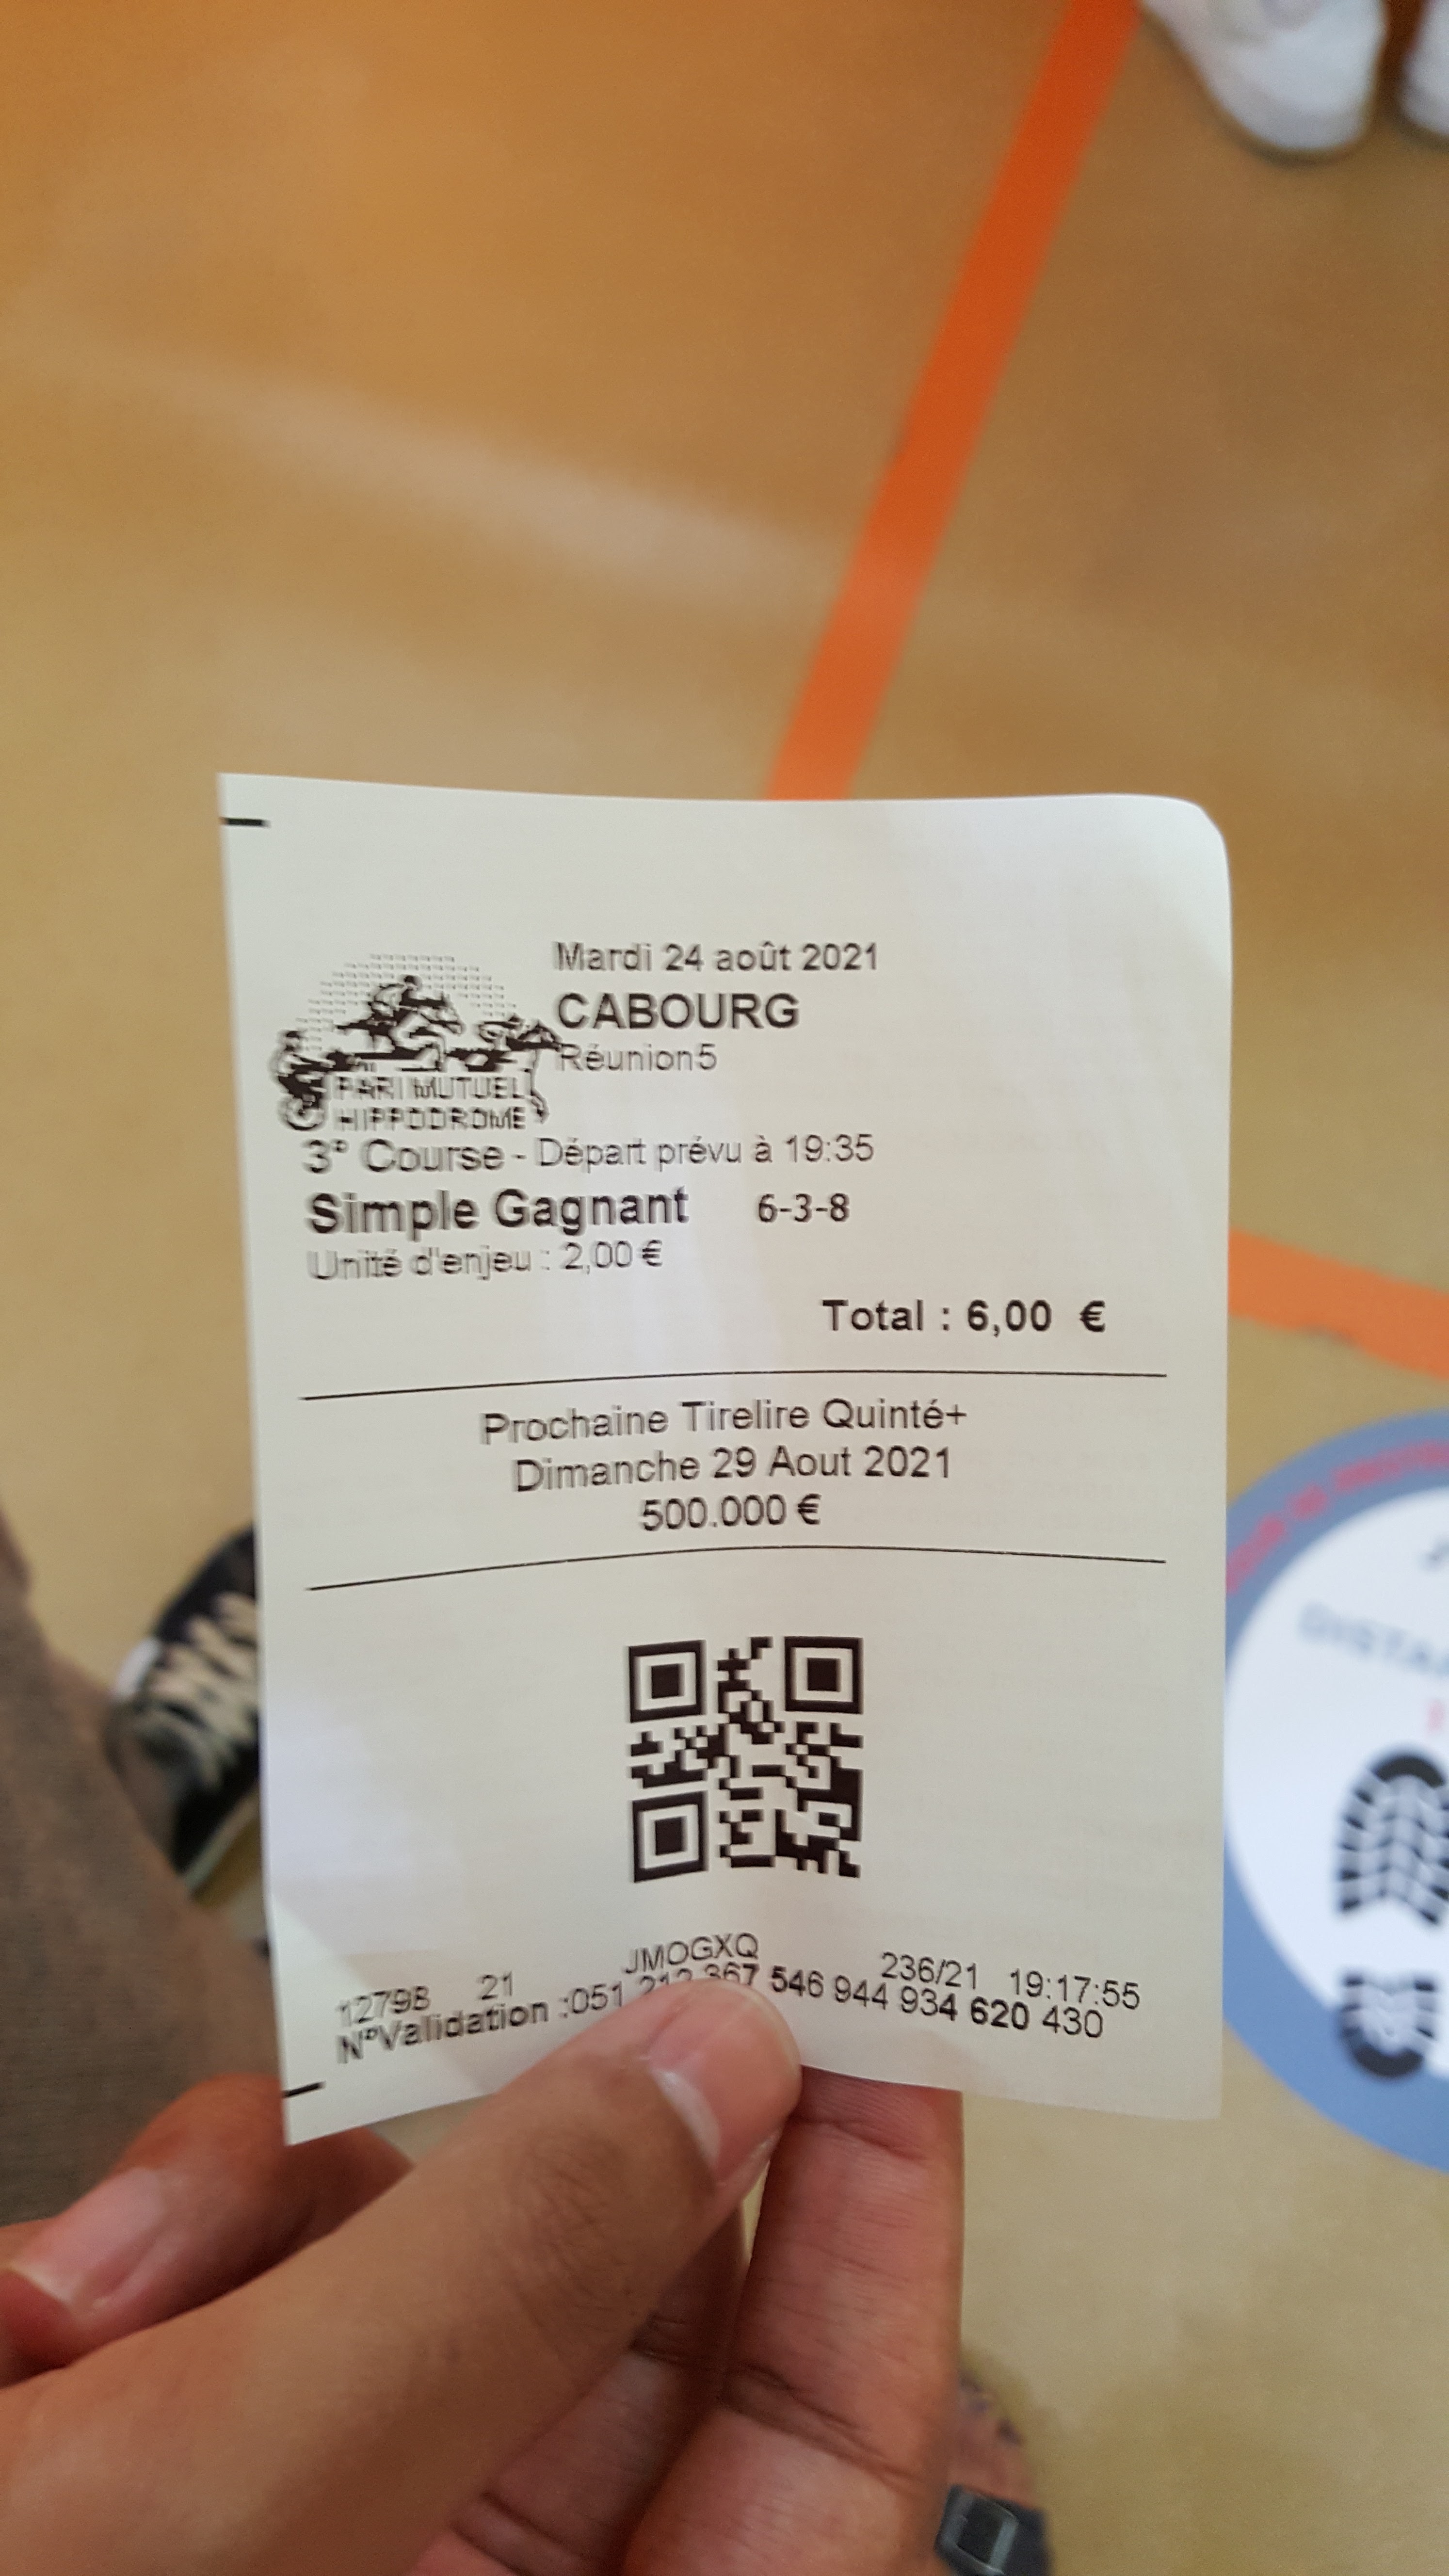 Mardi 24 août 2021
CABOURG
Réunion5
PARI MUTUEL
HIPPODROME
3° Course - Départ prévu à 19:35
Simple Gagnant 6-3-8
Unité d'enjeu : 2,00 €
Total : 6,00 €
Prochaine Tirelire Quinté+
Dimanche 29 Aout 2021
500.000 €
JMOGXQ
12798 21 236/21 19:17:55
N°Validation :051 367 546 944 934 620 430